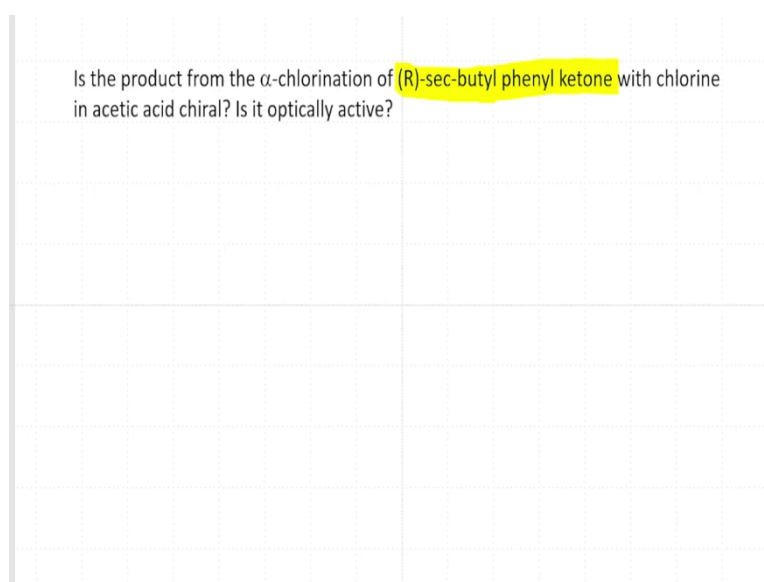 Is the product from the α-chlorination of (R)-sec-butyl phenyl ketone with chlorine
in acetic acid chiral? Is it optically active?